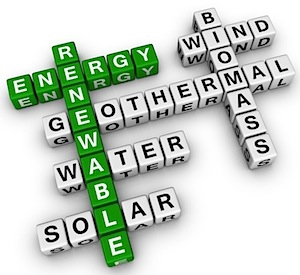 RENEWABLE
ENERGY
BIOMASS
WIND
GEOTHERMAL
WATER
SOLAR